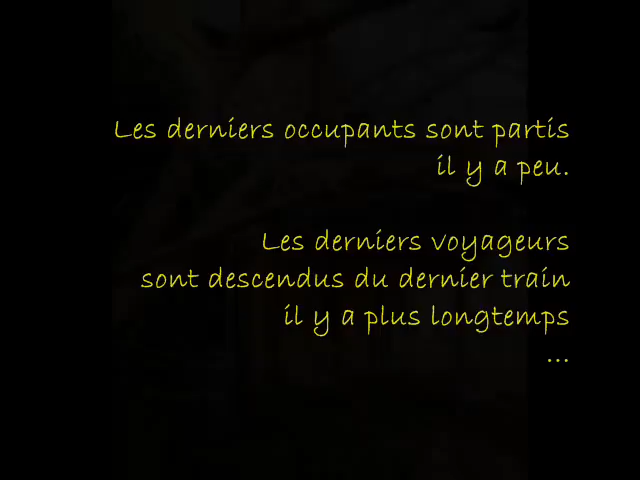 Les derniers occupants sont partis
il y a peu.
Les derniers voyageurs
sont descendus du dernier train
il y a plus longtemps
...